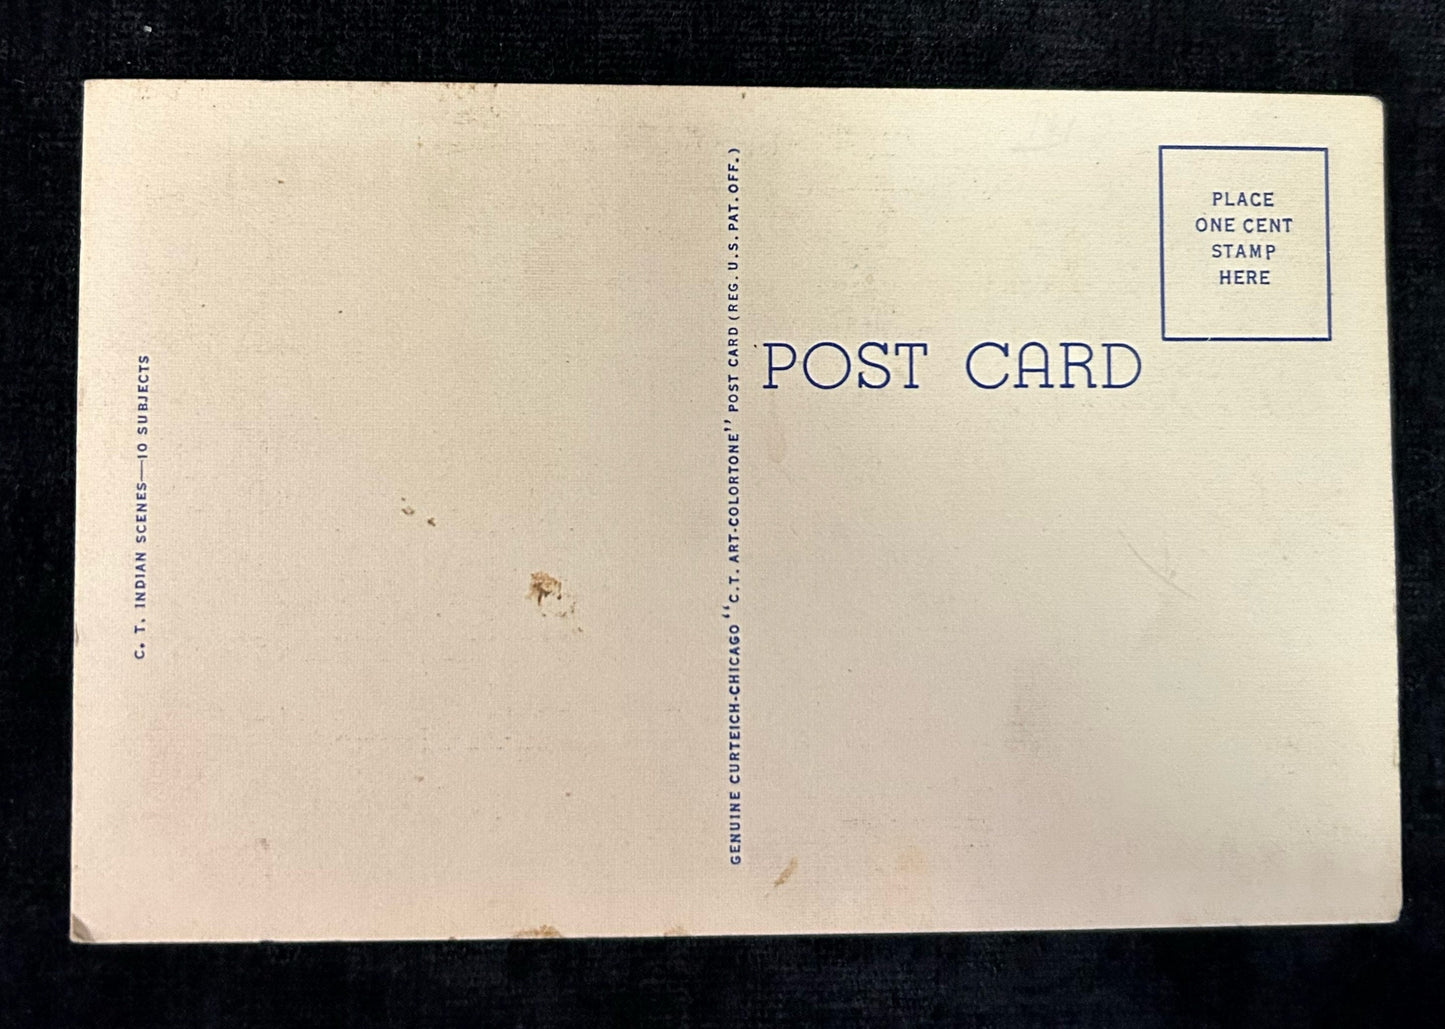 C. T. INDIAN SCENES—10 SUBJECTS
GENUINE CURTEICH-CHICAGO "C.T. ART-COLORTONE" POST CARD (REG. U.S. PAT. OFF.)
PLACE
ONE CENT
STAMP
HERE
POST CARD